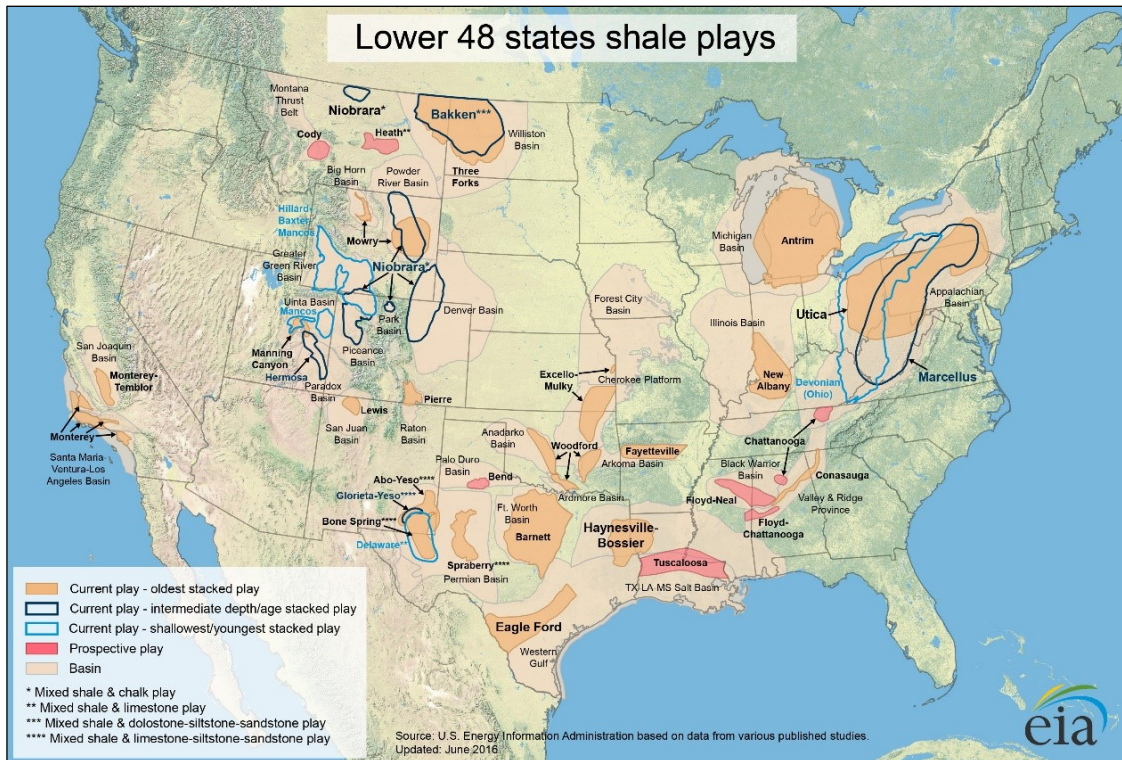 Lower 48 states shale plays
Montana
Thrust
Belt
Niobrara*
Bakken***
Cody
Heath**
Williston
Basin
Big Horn
Basin
Powder
River Basin
Three
Forks
Hillard-
Baxter-
Mancos
Mowry
Greater
Green River
Basin
Niobrara*
Michigan
Basin
Antrim
Uinta Basin
Mancos
Park
Basin
Denver Basin
Forest City
Basin
Illinois Basin
Utica
Appalachian
Basin
San Joaquin
Basin
Monterey-
Temblor
Manning
Canyon
Hermosa
Piceance
Basin
Paradox
Basin
Excello-
Mulky
Cherokee Platform
New
Albany
Devonian
(Ohio)
Marcellus
Lewis
Pierre
Monterey
San Juan
Basin
Raton
Basin
Anadarko
Basin
Woodford
Fayetteville
Chattanooga
Santa Maria-
Ventura-Los
Angeles Basin
Palo Duro
Basin
Bend
Arkoma Basin
Black Warrior
Basin
Conasauga
Abo-Yeso****
Glorieta-Yeso****
Ardmore Basin
Floyd-Neal
Valley & Ridge
Province
Bone Spring****
Delaware**
Ft. Worth
Basin
Barnett
Haynesville-
Bossier
Floyd-
Chattanooga
Spraberry****
Permian Basin
Tuscaloosa
TX-LA-MS Salt Basin
Eagle Ford
Western
Gulf
Current play - oldest stacked play
Current play - intermediate depth/age stacked play
Current play - shallowest/youngest stacked play
Prospective play
Basin
* Mixed shale & chalk play
** Mixed shale & limestone play
*** Mixed shale & dolostone-siltstone-sandstone play
**** Mixed shale & limestone-siltstone-sandstone play
Source: U.S. Energy Information Administration based on data from various published studies.
Updated: June 2016
eia